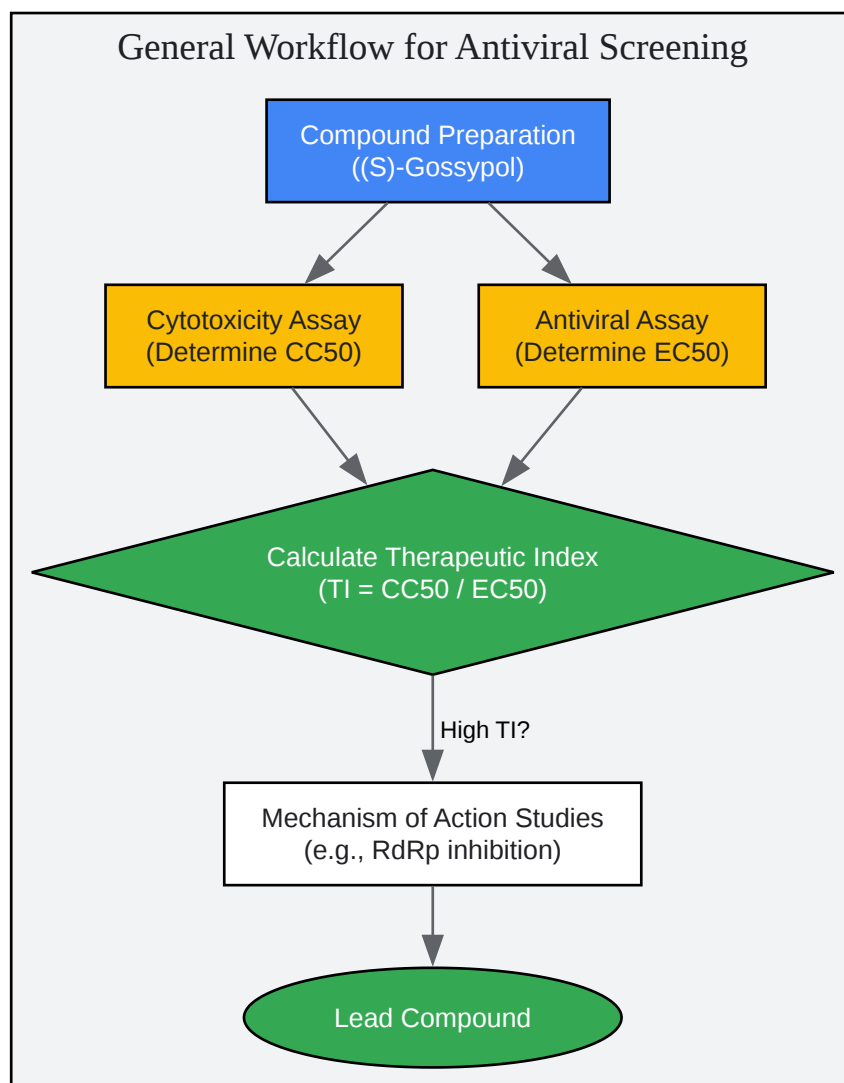 General Workflow for Antiviral Screening
Compound Preparation
((S)-Gossypol)
Cytotoxicity Assay
(Determine CC50)
Antiviral Assay
(Determine EC50)
Calculate Therapeutic Index
(TI = CC50 / EC50)
High TI?
Mechanism of Action Studies
(e.g., RdRp inhibition)
Lead Compound